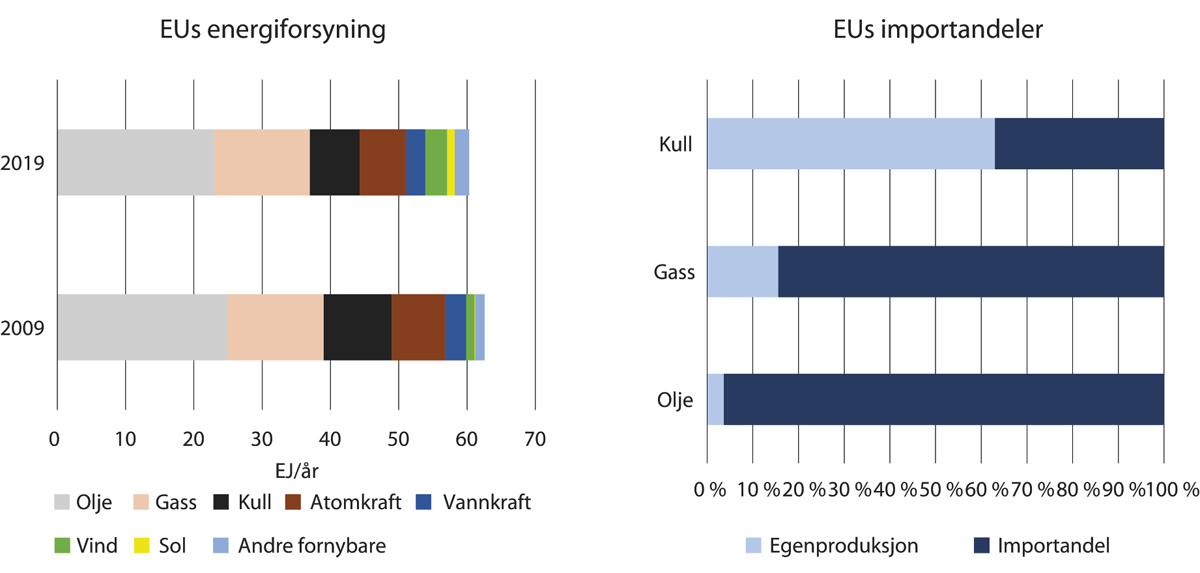 EUs energiforsyning
2019
2009
0 10 20 30 40 50 60 70
EJ/år
Olje Gass Kull Atomkraft Vannkraft
Vind Sol Andre fornybare
EUs importandeler
Kull
Gass
Olje
0 % 10 % 20 % 30 % 40 % 50 % 60 % 70 % 80 % 90 % 100 %
Egenproduksjon Importandel